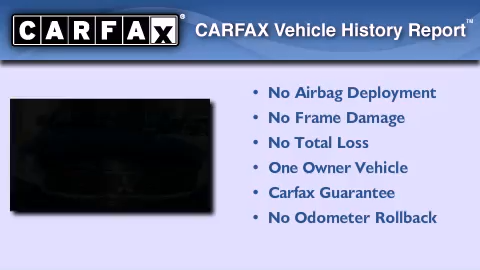 CARFAX® CARFAX Vehicle History Report™
• No Airbag Deployment
• No Frame Damage
• No Total Loss
• One Owner Vehicle
• Carfax Guarantee
• No Odometer Rollback